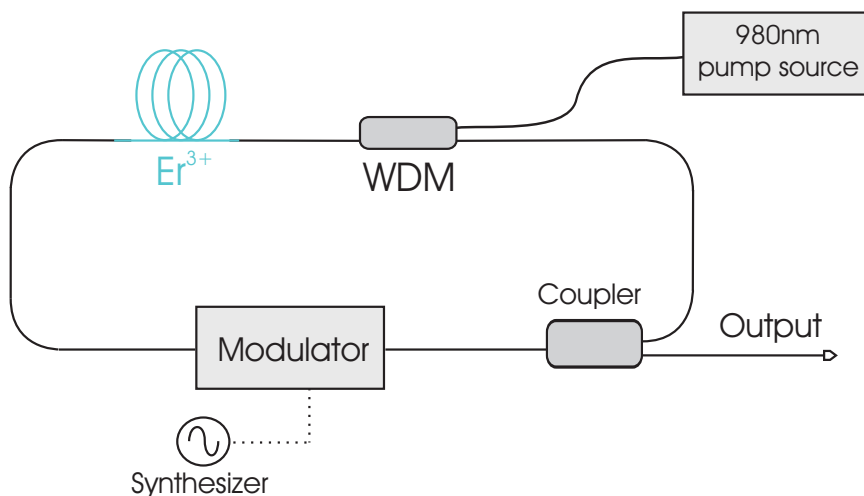 980nm
pump source
Er³⁺
WDM
Coupler
Output
Modulator
Synthesizer